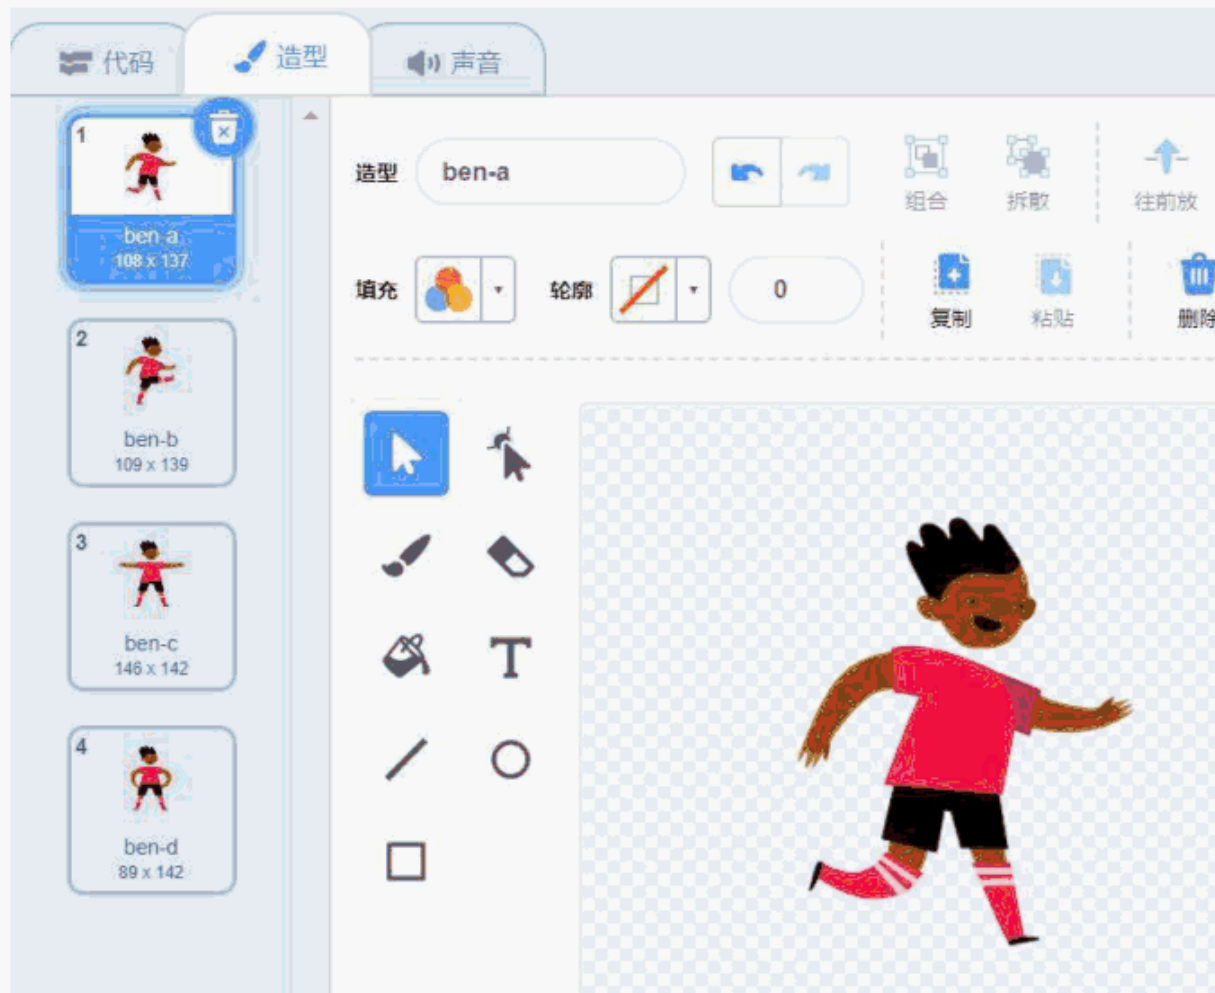 代码
造型
声音
1
ben-a
108 x 137
2
ben-b
109 x 139
3
ben-c
146 x 142
4
ben-d
89 x 142
造型
ben-a
组合
拆散
往前放
填充
轮廓
0
复制
粘贴
删除
T